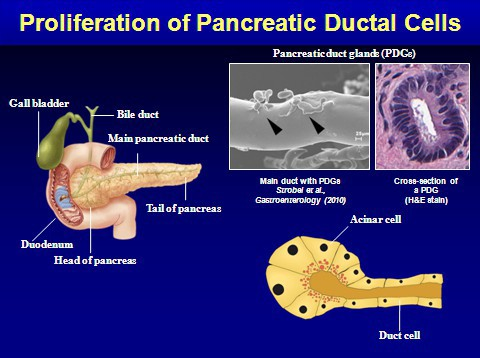 Proliferation of Pancreatic Ductal Cells
Pancreatic duct glands (PDGs)
Gall bladder
Bile duct
Main pancreatic duct
Tail of pancreas
Duodenum
Head of pancreas
20µm
Main duct with PDGs
Strobel et al.,
Gastroenterology (2010)
Cross-section of
a PDG
(H&E stain)
Acinar cell
Duct cell